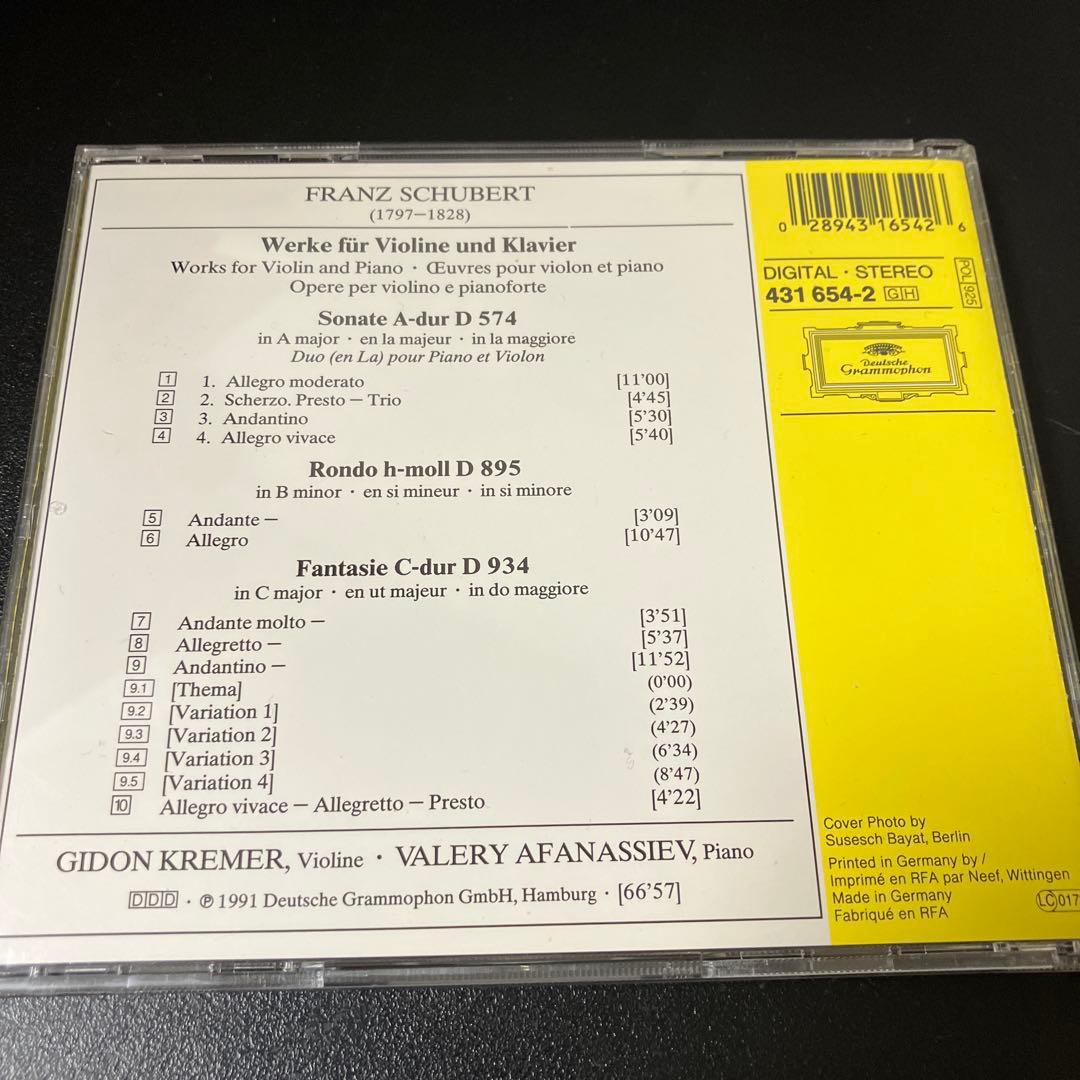 FRANZ SCHUBERT
(1797–1828)
Werke für Violine und Klavier
Works for Violin and Piano · Œuvres pour violon et piano
Opere per violino e pianoforte
Sonate A-dur D 574
in A major · en la majeur · in la maggiore
Duo (en La) pour Piano et Violon
1 1. Allegro moderato [11'00]
2 2. Scherzo. Presto – Trio [4'45]
3 3. Andantino [5'30]
4 4. Allegro vivace [5'40]
Rondo h-moll D 895
in B minor · en si mineur · in si minore
5 Andante – [3'09]
6 Allegro [10'47]
Fantasie C-dur D 934
in C major · en ut majeur · in do maggiore
7 Andante molto – [3'51]
8 Allegretto – [5'37]
9 Andantino – [11'52]
9.1 [Thema] (0'00)
9.2 [Variation 1] (2'39)
9.3 [Variation 2] (4'27)
9.4 [Variation 3] (6'34)
9.5 [Variation 4] (8'47)
10 Allegro vivace – Allegretto – Presto [4'22]
GIDON KREMER, Violine · VALERY AFANASSIEV, Piano
DDD · ℗ 1991 Deutsche Grammophon GmbH, Hamburg · [66'57]
0 28943 16542 6
DIGITAL · STEREO
431 654-2 GH
POL 925
Deutsche
Grammophon
Cover Photo by
Susesch Bayat, Berlin
Printed in Germany by /
Imprimé en RFA par Neef, Wittingen
Made in Germany
Fabriqué en RFA
LC